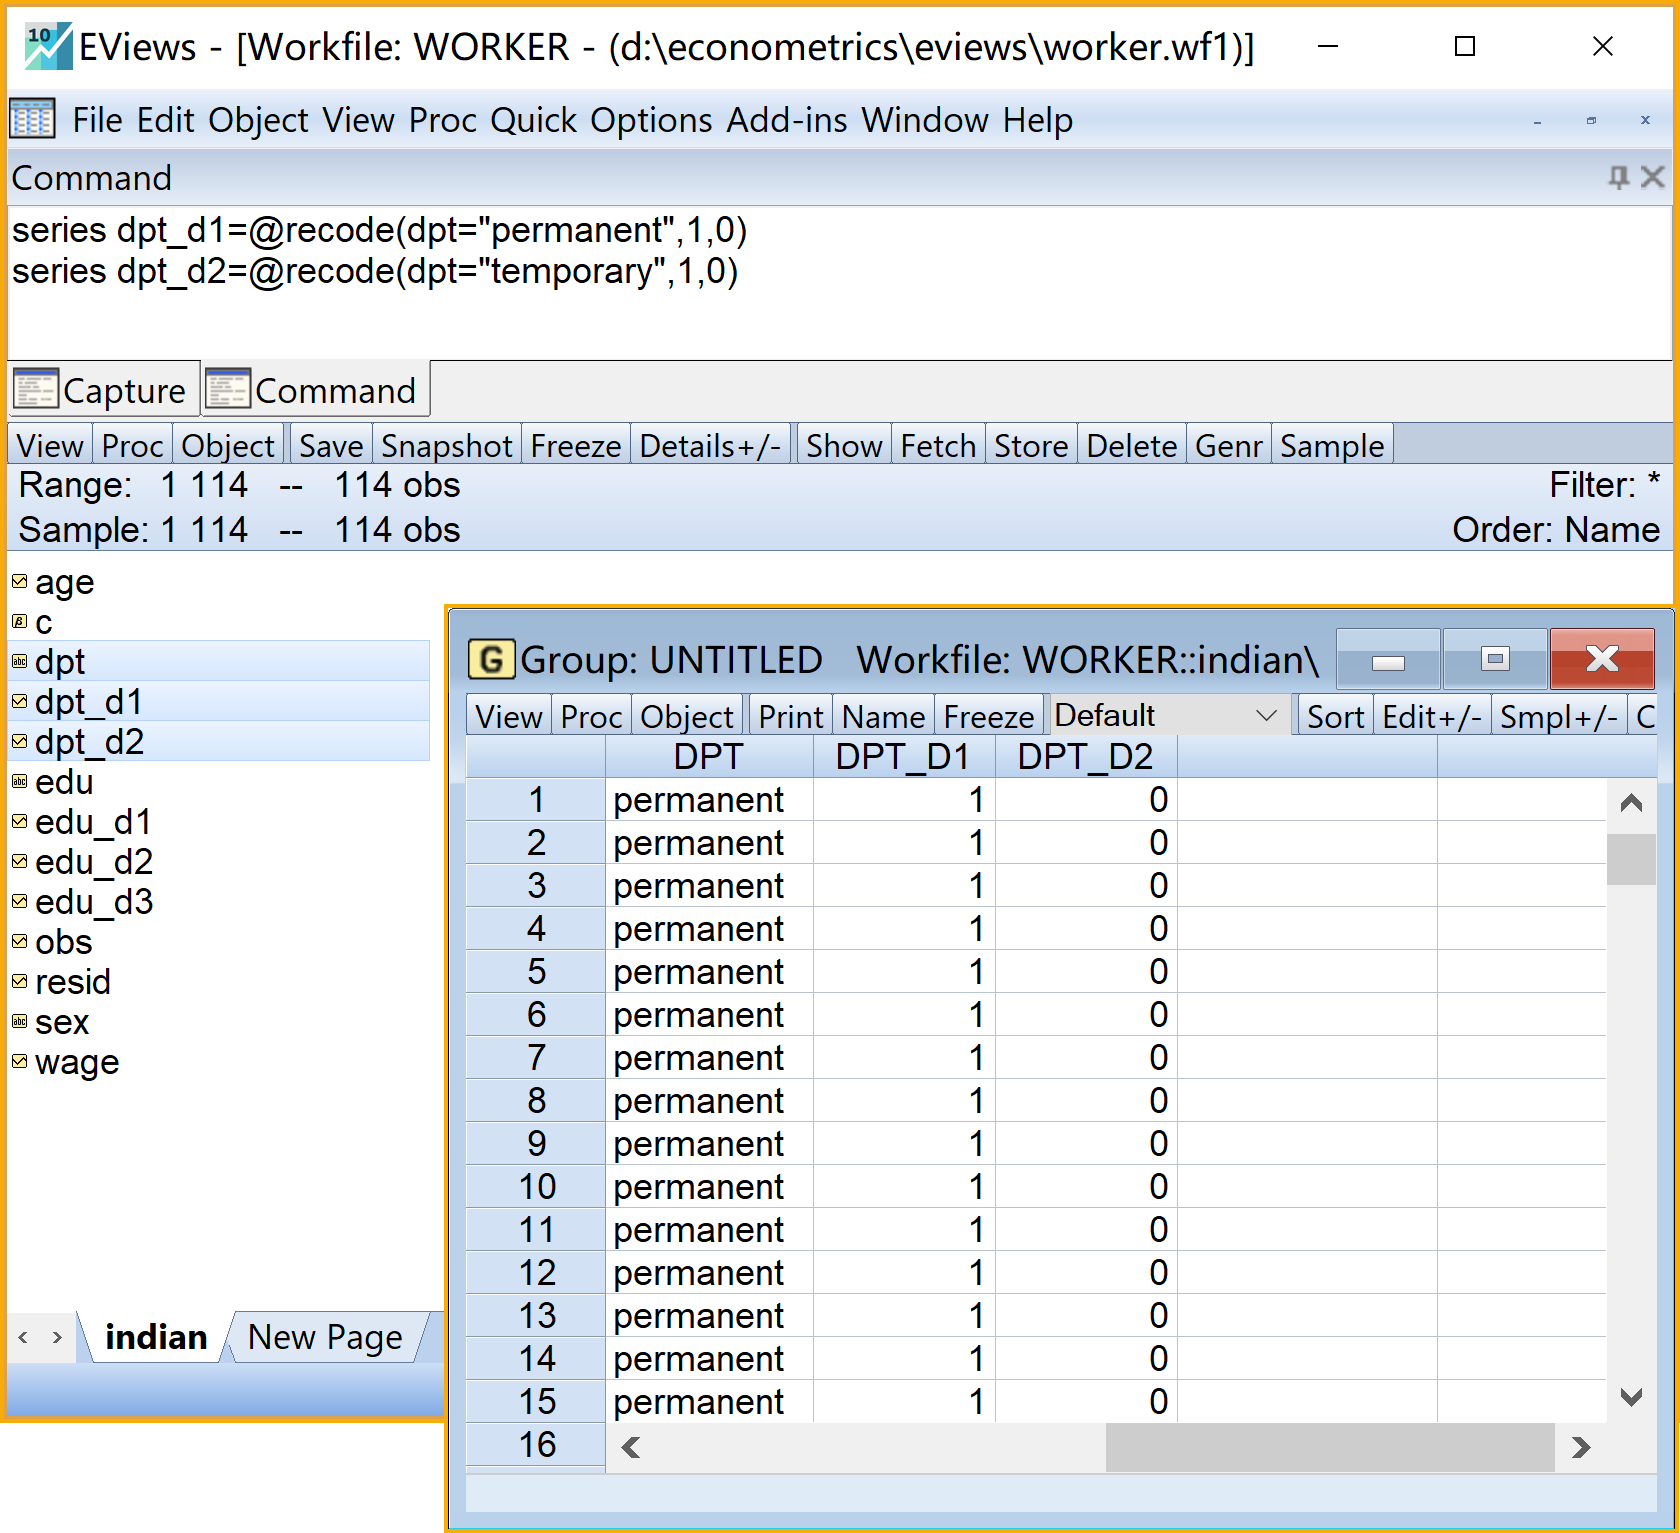 10 EViews - [Workfile: WORKER - (d:\econometrics\eviews\worker.wf1)]
File Edit Object View Proc Quick Options Add-ins Window Help
Command
series dpt_d1=@recode(dpt="permanent",1,0)
series dpt_d2=@recode(dpt="temporary",1,0)
Capture Command
View Proc Object Save Snapshot Freeze Details+/- Show Fetch Store Delete Genr Sample
Range: 1 114 -- 114 obs Filter: *
Sample: 1 114 -- 114 obs Order: Name
age
β c
abc dpt
dpt_d1
dpt_d2
abc edu
edu_d1
edu_d2
edu_d3
obs
resid
abc sex
wage
indian New Page
G Group: UNTITLED Workfile: WORKER::indian\
View Proc Object Print Name Freeze Default Sort Edit+/- Smpl+/- C
DPT DPT_D1 DPT_D2
1 permanent 1 0
2 permanent 1 0
3 permanent 1 0
4 permanent 1 0
5 permanent 1 0
6 permanent 1 0
7 permanent 1 0
8 permanent 1 0
9 permanent 1 0
10 permanent 1 0
11 permanent 1 0
12 permanent 1 0
13 permanent 1 0
14 permanent 1 0
15 permanent 1 0
16